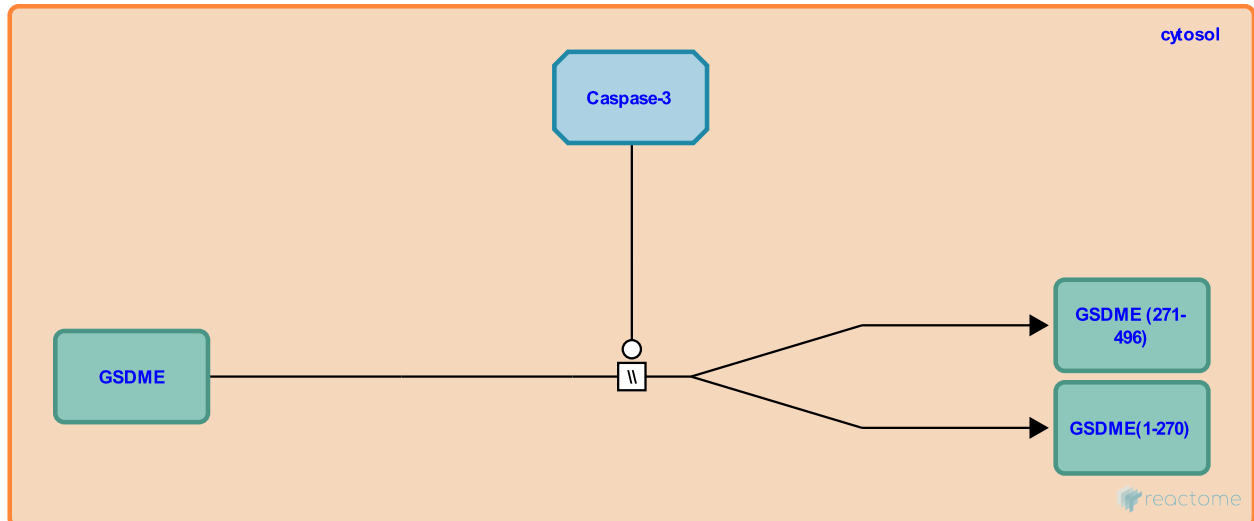 cytosol
Caspase-3
GSDME
\\
GSDME (271-
496)
GSDME(1-270)
reactome